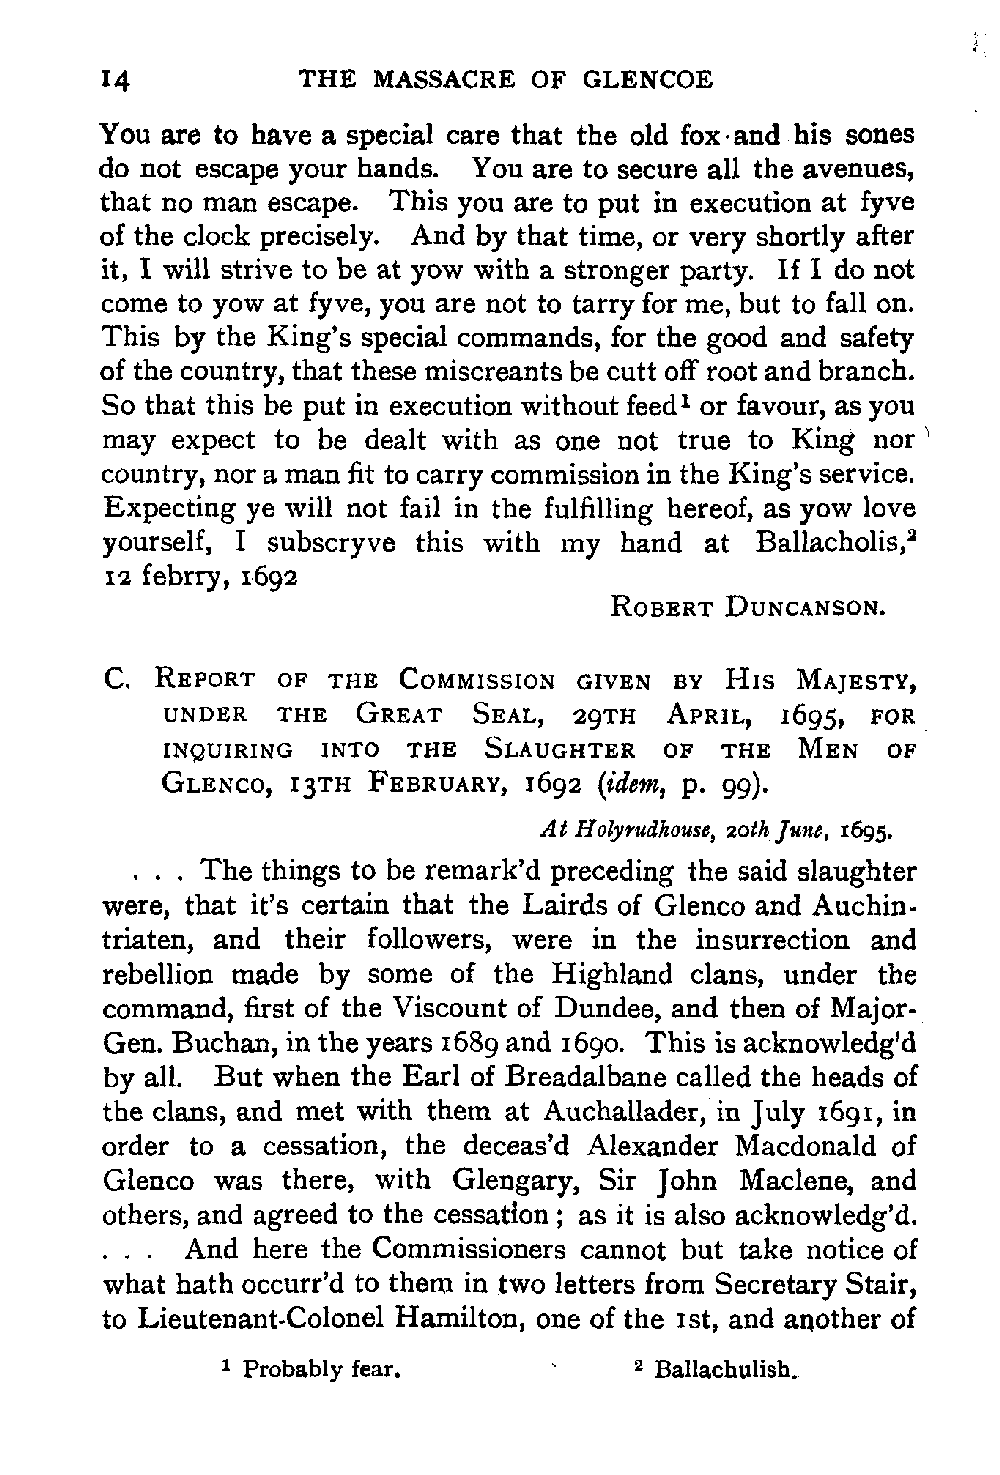 14 THE MASSACRE OF GLENCOE
You are to have a special care that the old fox and his sones
do not escape your hands. You are to secure all the avenues,
that no man escape. This you are to put in execution at fyve
of the clock precisely. And by that time, or very shortly after
it, I will strive to be at yow with a stronger party. If I do not
come to yow at fyve, you are not to tarry for me, but to fall on.
This by the King's special commands, for the good and safety
of the country, that these miscreants be cutt off root and branch.
So that this be put in execution without feed¹ or favour, as you
may expect to be dealt with as one not true to King nor
country, nor a man fit to carry commission in the King's service.
Expecting ye will not fail in the fulfilling hereof, as yow love
yourself, I subscryve this with my hand at Ballacholis,²
12 febrry, 1692
ROBERT DUNCANSON.
C. REPORT OF THE COMMISSION GIVEN BY HIS MAJESTY,
UNDER THE GREAT SEAL, 29TH APRIL, 1695, FOR
INQUIRING INTO THE SLAUGHTER OF THE MEN OF
GLENCO, 13TH FEBRUARY, 1692 (idem, p. 99).
At Holyrudhouse, 20th June, 1695.
. . . The things to be remark'd preceding the said slaughter
were, that it's certain that the Lairds of Glenco and Auchin-
triaten, and their followers, were in the insurrection and
rebellion made by some of the Highland clans, under the
command, first of the Viscount of Dundee, and then of Major-
Gen. Buchan, in the years 1689 and 1690. This is acknowledg'd
by all. But when the Earl of Breadalbane called the heads of
the clans, and met with them at Auchallader, in July 1691, in
order to a cessation, the deceas'd Alexander Macdonald of
Glenco was there, with Glengary, Sir John Maclene, and
others, and agreed to the cessation; as it is also acknowledg'd.
. . . And here the Commissioners cannot but take notice of
what hath occurr'd to them in two letters from Secretary Stair,
to Lieutenant-Colonel Hamilton, one of the 1st, and another of
¹ Probably fear. ² Ballachulish.